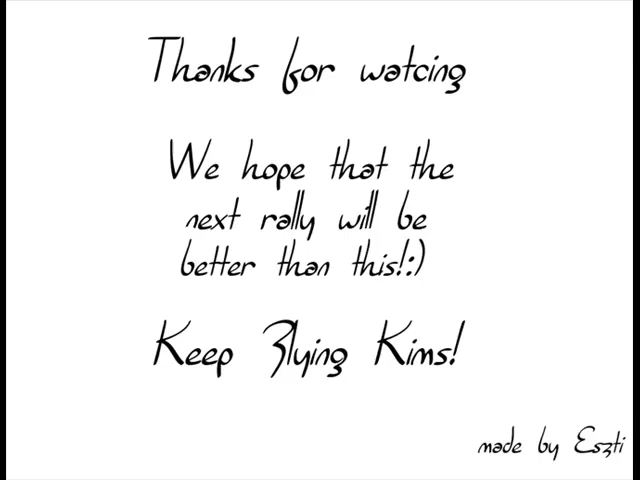 Thanks for watcing
We hope that the
next rally will be
better than this!:)
Keep Flying Kims!
made by Eszti